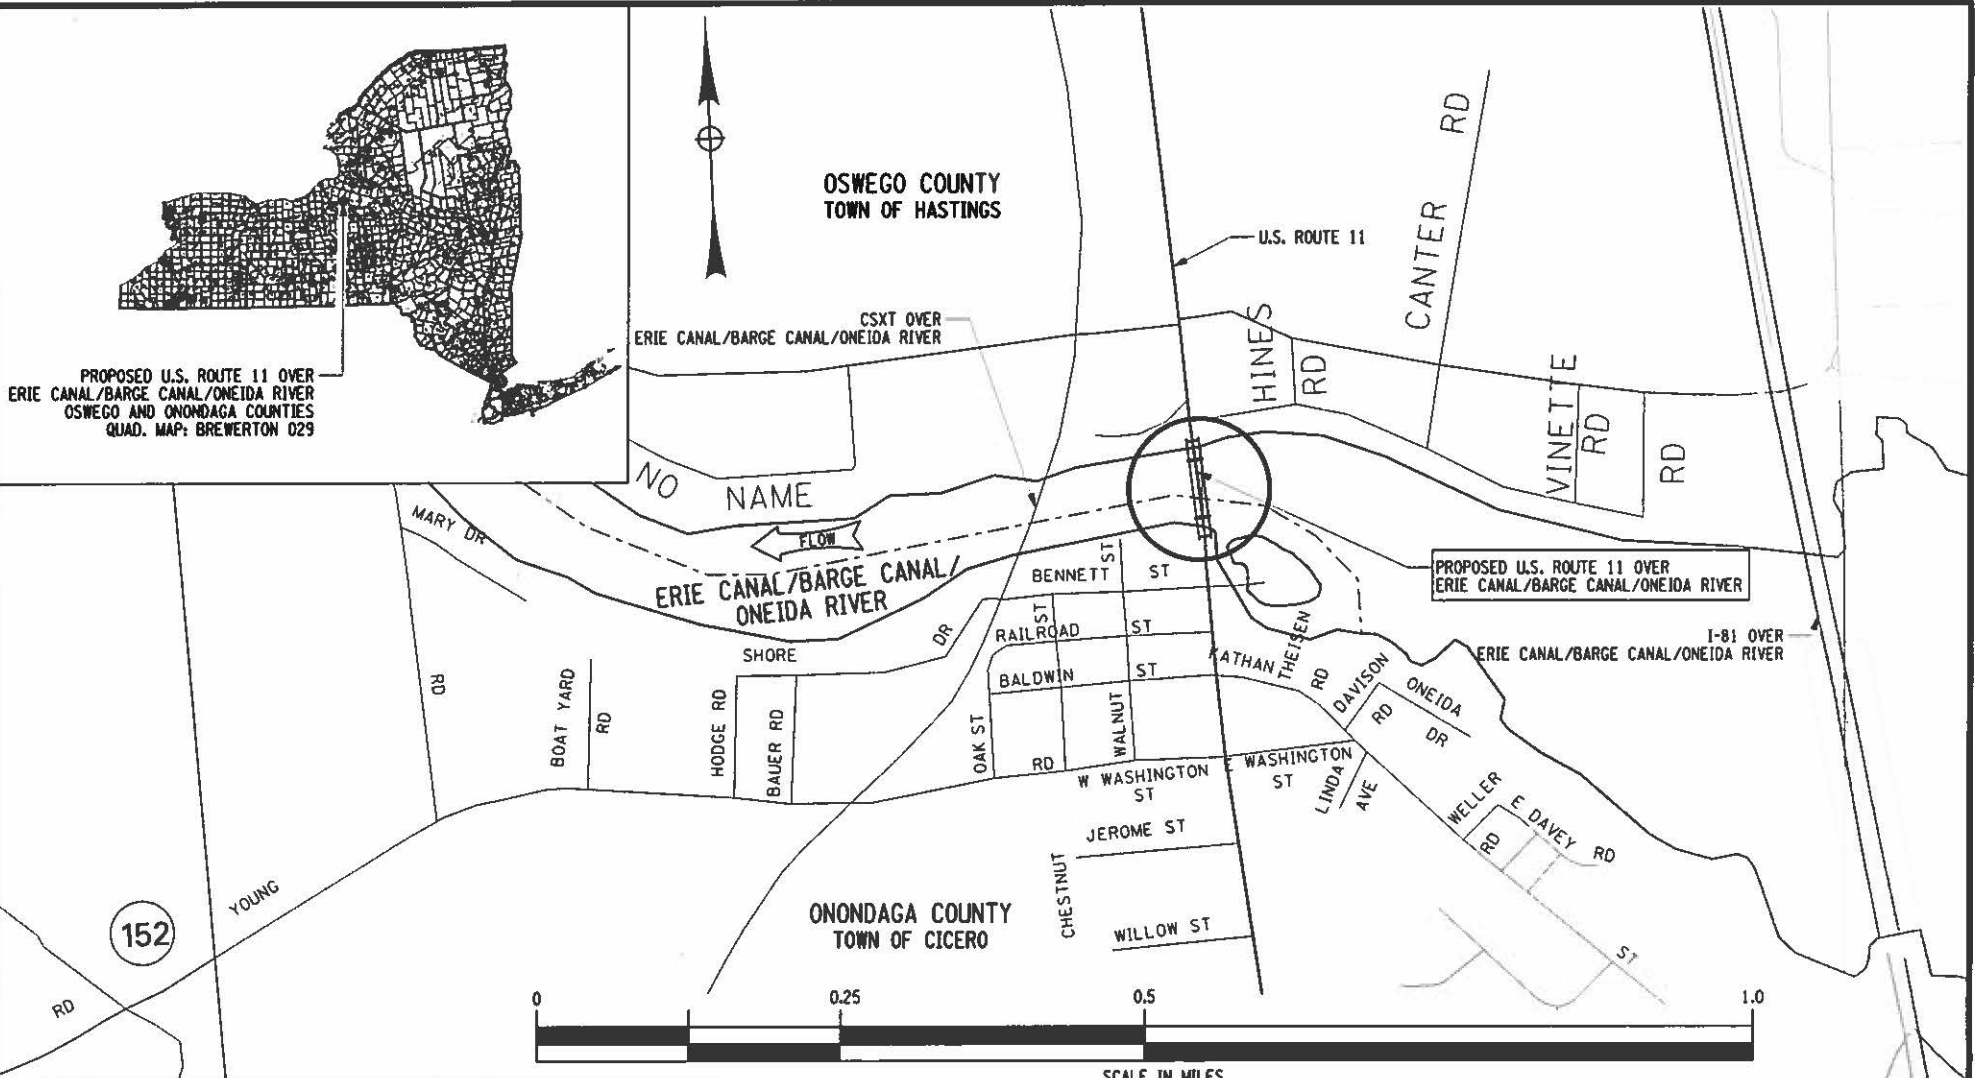 PROPOSED U.S. ROUTE 11 OVER
ERIE CANAL/BARGE CANAL/ONEIDA RIVER
OSWEGO AND ONONDAGA COUNTIES
QUAD. MAP: BREWERTON 029
OSWEGO COUNTY
TOWN OF HASTINGS
U.S. ROUTE 11
CANTER RD
CSXT OVER
ERIE CANAL/BARGE CANAL/ONEIDA RIVER
HINES
RD
VINETTE
RD
RD
NO NAME
MARY DR
FLOW
ERIE CANAL/BARGE CANAL/
ONEIDA RIVER
PROPOSED U.S. ROUTE 11 OVER
ERIE CANAL/BARGE CANAL/ONEIDA RIVER
I-81 OVER
ERIE CANAL/BARGE CANAL/ONEIDA RIVER
BENNETT ST
ST
ST
RAILROAD ST
SHORE DR
BALDWIN ST
KATHAN
THEISEN
RD
DAVISON
RD
ONEIDA
DR
RD
BOAT YARD
RD
HODGE RD
BAUER RD
OAK ST
WALNUT
RD
W WASHINGTON
ST
E WASHINGTON
ST
LINDA
AVE
WELLER
RD
E DAVEY RD
JEROME ST
CHESTNUT
WILLOW ST
ST
YOUNG
RD
152
ONONDAGA COUNTY
TOWN OF CICERO
0 0.25 0.5 1.0
SCALE IN MILES